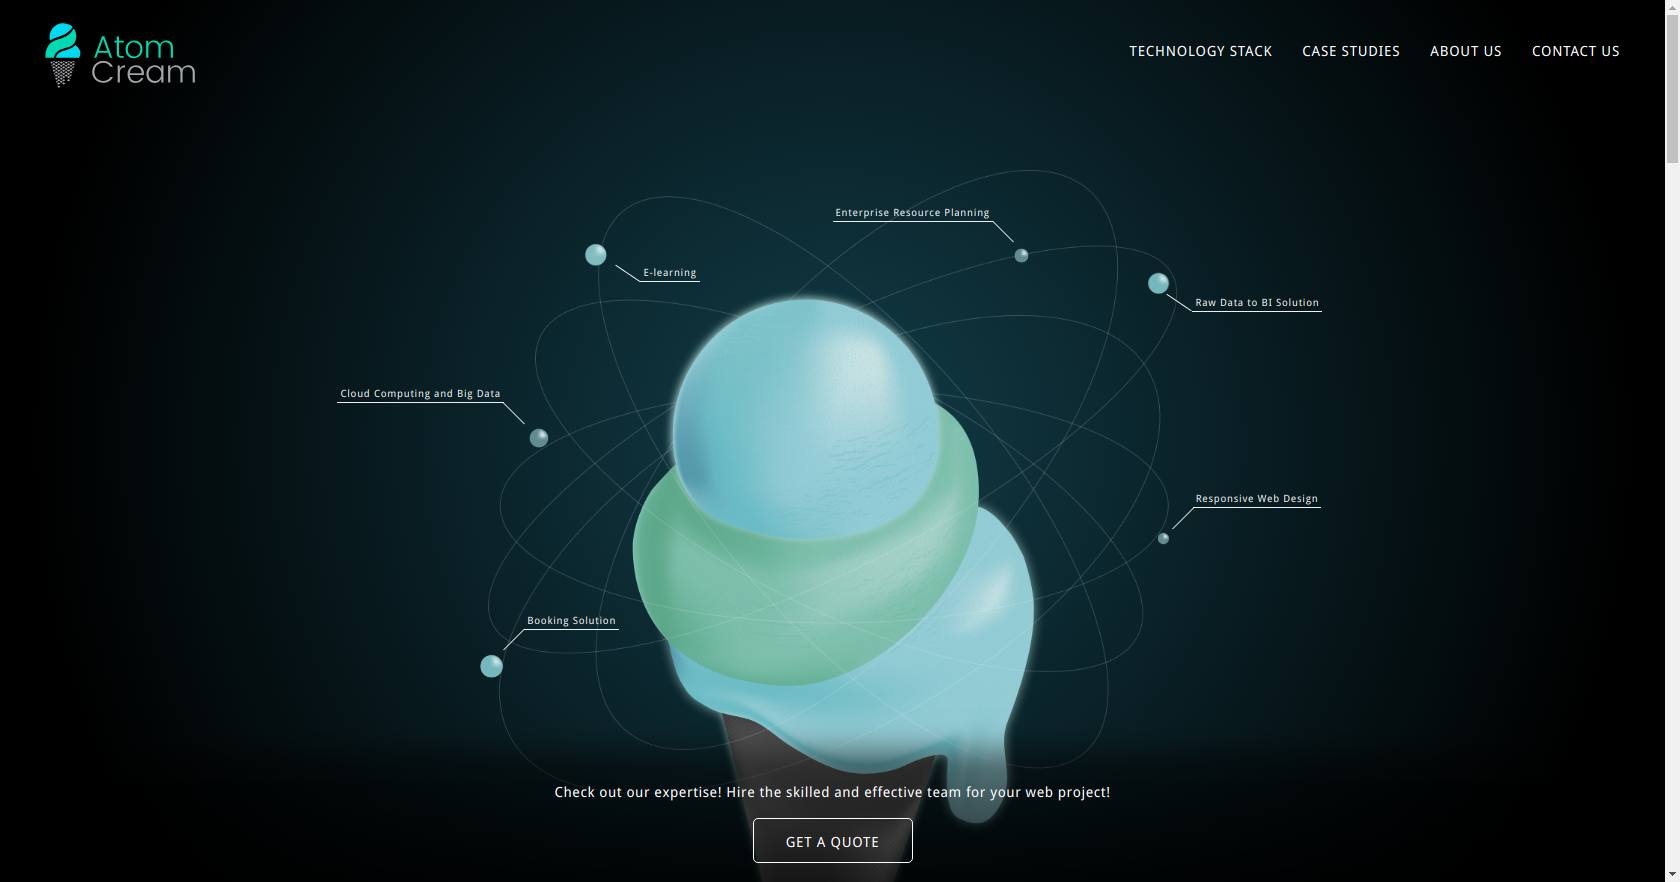 Atom
Cream
TECHNOLOGY STACK
CASE STUDIES
ABOUT US
CONTACT US
Enterprise Resource Planning
E-learning
Raw Data to BI Solution
Cloud Computing and Big Data
Responsive Web Design
Booking Solution
Check out our expertise! Hire the skilled and effective team for your web project!
GET A QUOTE